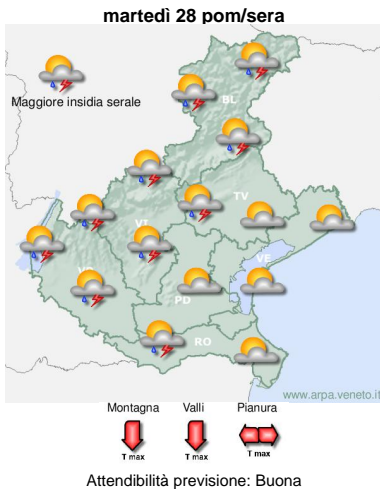 martedì 28 pom/sera
Maggiore insidia serale
BL
TV
VI
VE
VR
PD
RO
www.arpa.veneto.it
Montagna Valli Pianura
T max T max T max
Attendibilità previsione: Buona